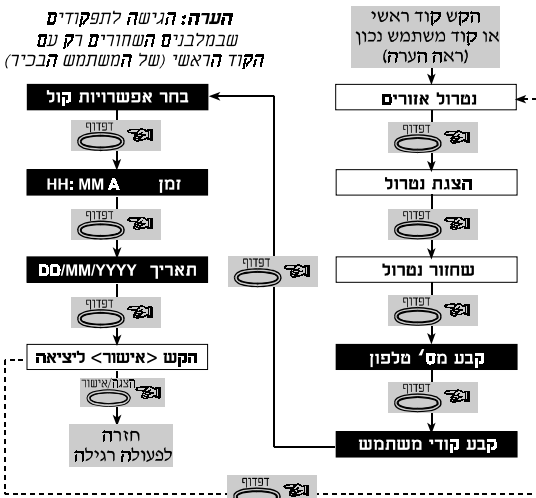 הקש קוד ראשי
או קוד משתמש נכון
(ראה הערה)
נטרול אזורים
דפדוף
הצגת נטרול
דפדוף
שחזור נטרול
דפדוף
קבע מס' טלפון
דפדוף
קבע קודי משתמש
דפדוף
הערה: הגישה לתפקודים
שבמלבנים השחורים רק עם
הקוד הראשי (של המשתמש הבכיר)
בחר אפשרויות קול
דפדוף
זמן HH: MM A
דפדוף
תאריך DD/MM/YYYY
דפדוף
הקש <אישור> ליציאה
הצגה/אישור
חזרה
לפעולה רגילה
דפדוף